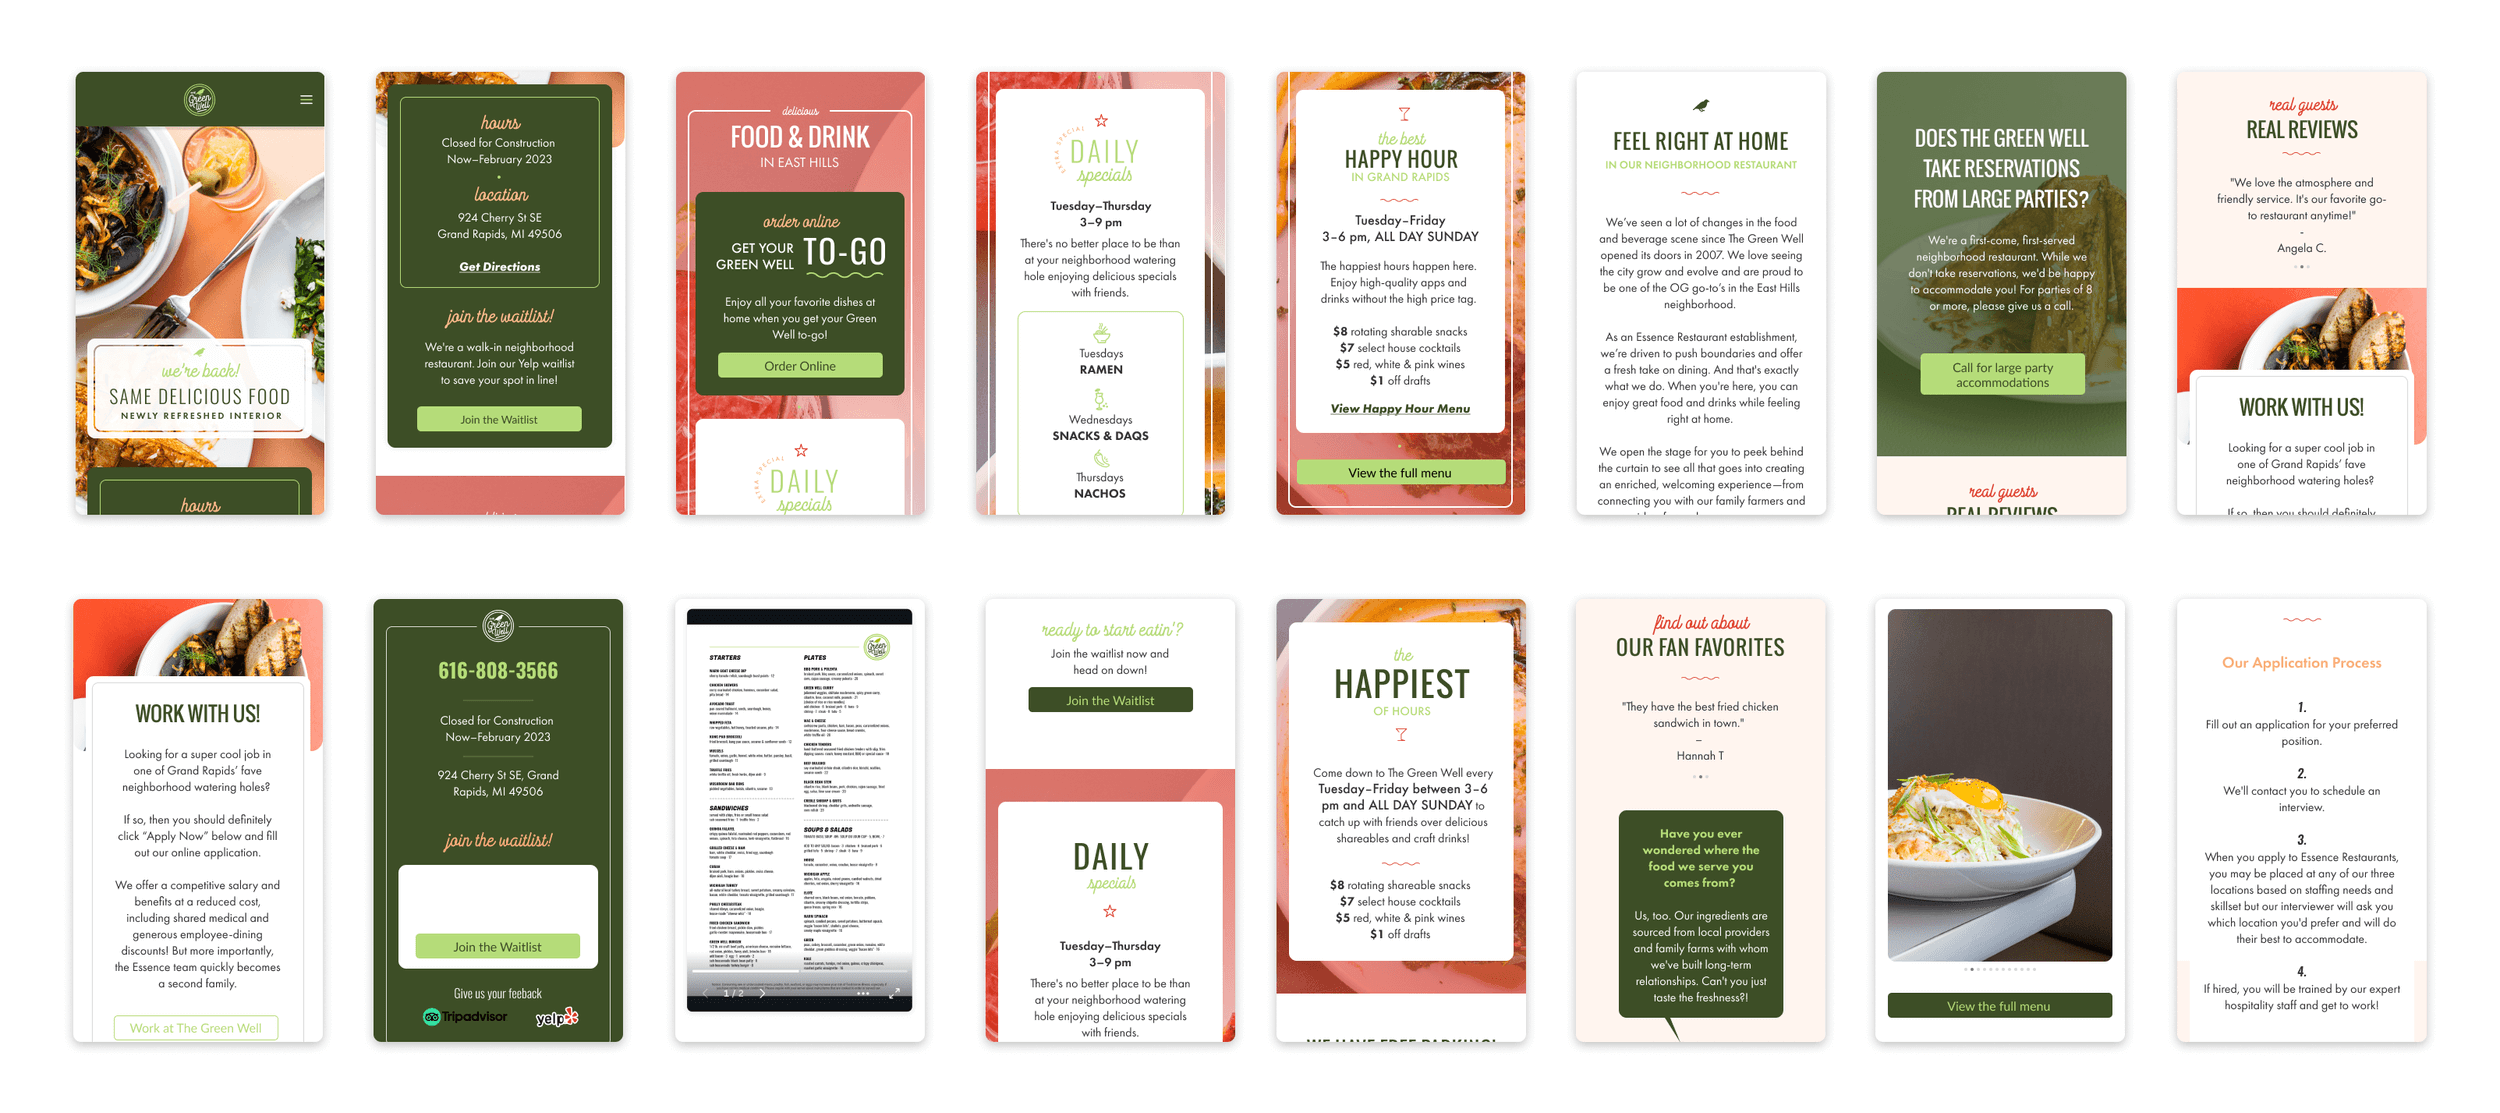 The Green Well
we're back!
SAME DELICIOUS FOOD
NEWLY REFRESHED INTERIOR
hours
hours
Closed for Construction
Now–February 2023
location
924 Cherry St SE
Grand Rapids, MI 49506
Get Directions
join the waitlist!
We're a walk-in neighborhood
restaurant. Join our Yelp waitlist
to save your spot in line!
Join the Waitlist
delicious
FOOD & DRINK
IN EAST HILLS
order online
GET YOUR
GREEN WELL
TO-GO
Enjoy all your favorite dishes at
home when you get your Green
Well to-go!
Order Online
EXTRA SPECIAL
DAILY
specials
EXTRA SPECIAL
DAILY
specials
Tuesday–Thursday
3–9 pm
There's no better place to be than
at your neighborhood watering
hole enjoying delicious specials
with friends.
Tuesdays
RAMEN
Wednesdays
SNACKS & DAQS
Thursdays
NACHOS
the best
HAPPY HOUR
IN GRAND RAPIDS
Tuesday–Friday
3–6 pm, ALL DAY SUNDAY
The happiest hours happen here.
Enjoy high-quality apps and
drinks without the high price tag.
$8 rotating sharable snacks
$7 select house cocktails
$5 red, white & pink wines
$1 off drafts
View Happy Hour Menu
View the full menu
FEEL RIGHT AT HOME
IN OUR NEIGHBORHOOD RESTAURANT
We've seen a lot of changes in the food
and beverage scene since The Green Well
opened its doors in 2007. We love seeing
the city grow and evolve and are proud to
be one of the OG go-to's in the East Hills
neighborhood.
As an Essence Restaurant establishment,
we're driven to push boundaries and offer
a fresh take on dining. And that's exactly
what we do. When you're here, you can
enjoy great food and drinks while feeling
right at home.
We open the stage for you to peek behind
the curtain to see all that goes into creating
an enriched, welcoming experience—from
connecting you with our family farmers and
DOES THE GREEN WELL
TAKE RESERVATIONS
FROM LARGE PARTIES?
We're a first-come, first-served
neighborhood restaurant. While we
don't take reservations, we'd be happy
to accommodate you! For parties of 8
or more, please give us a call.
Call for large party
accommodations
real guests
REAL REVIEWS
real guests
REAL REVIEWS
"We love the atmosphere and
friendly service. It's our favorite go-
to restaurant anytime!"
-
Angela C.
WORK WITH US!
Looking for a super cool job in
one of Grand Rapids' fave
neighborhood watering holes?
If so, then you should definitely
WORK WITH US!
Looking for a super cool job in
one of Grand Rapids' fave
neighborhood watering holes?
If so, then you should definitely
click "Apply Now" below and fill
out our online application.
We offer a competitive salary and
benefits at a reduced cost,
including shared medical and
generous employee-dining
discounts! But more importantly,
the Essence team quickly becomes
a second family.
Work at The Green Well
The Green Well
616-808-3566
Closed for Construction
Now–February 2023
924 Cherry St SE, Grand
Rapids, MI 49506
join the waitlist!
Join the Waitlist
Give us your feeback
Tripadvisor
yelp
STARTERS
SANDWICHES
PLATES
SOUPS & SALADS
1 / 2
ready to start eatin'?
Join the waitlist now and
head on down!
Join the Waitlist
DAILY
specials
Tuesday–Thursday
3–9 pm
There's no better place to be than
at your neighborhood watering
hole enjoying delicious specials
with friends.
the
HAPPIEST
OF HOURS
Come down to The Green Well every
Tuesday–Friday between 3–6
pm and ALL DAY SUNDAY to
catch up with friends over delicious
shareables and craft drinks!
$8 rotating shareable snacks
$7 select house cocktails
$5 red, white & pink wines
$1 off drafts
WE HAVE FREE PARKING!
find out about
OUR FAN FAVORITES
"They have the best fried chicken
sandwich in town."
–
Hannah T
Have you ever
wondered where the
food we serve you
comes from?
Us, too. Our ingredients are
sourced from local providers
and family farms with whom
we've built long-term
relationships. Can't you just
taste the freshness?!
View the full menu
Our Application Process
1.
Fill out an application for your preferred
position.
2.
We'll contact you to schedule an
interview.
3.
When you apply to Essence Restaurants,
you may be placed at any of our three
locations based on staffing needs and
skillset but our interviewer will ask you
which location you'd prefer and will do
their best to accommodate.
4.
If hired, you will be trained by our expert
hospitality staff and get to work!